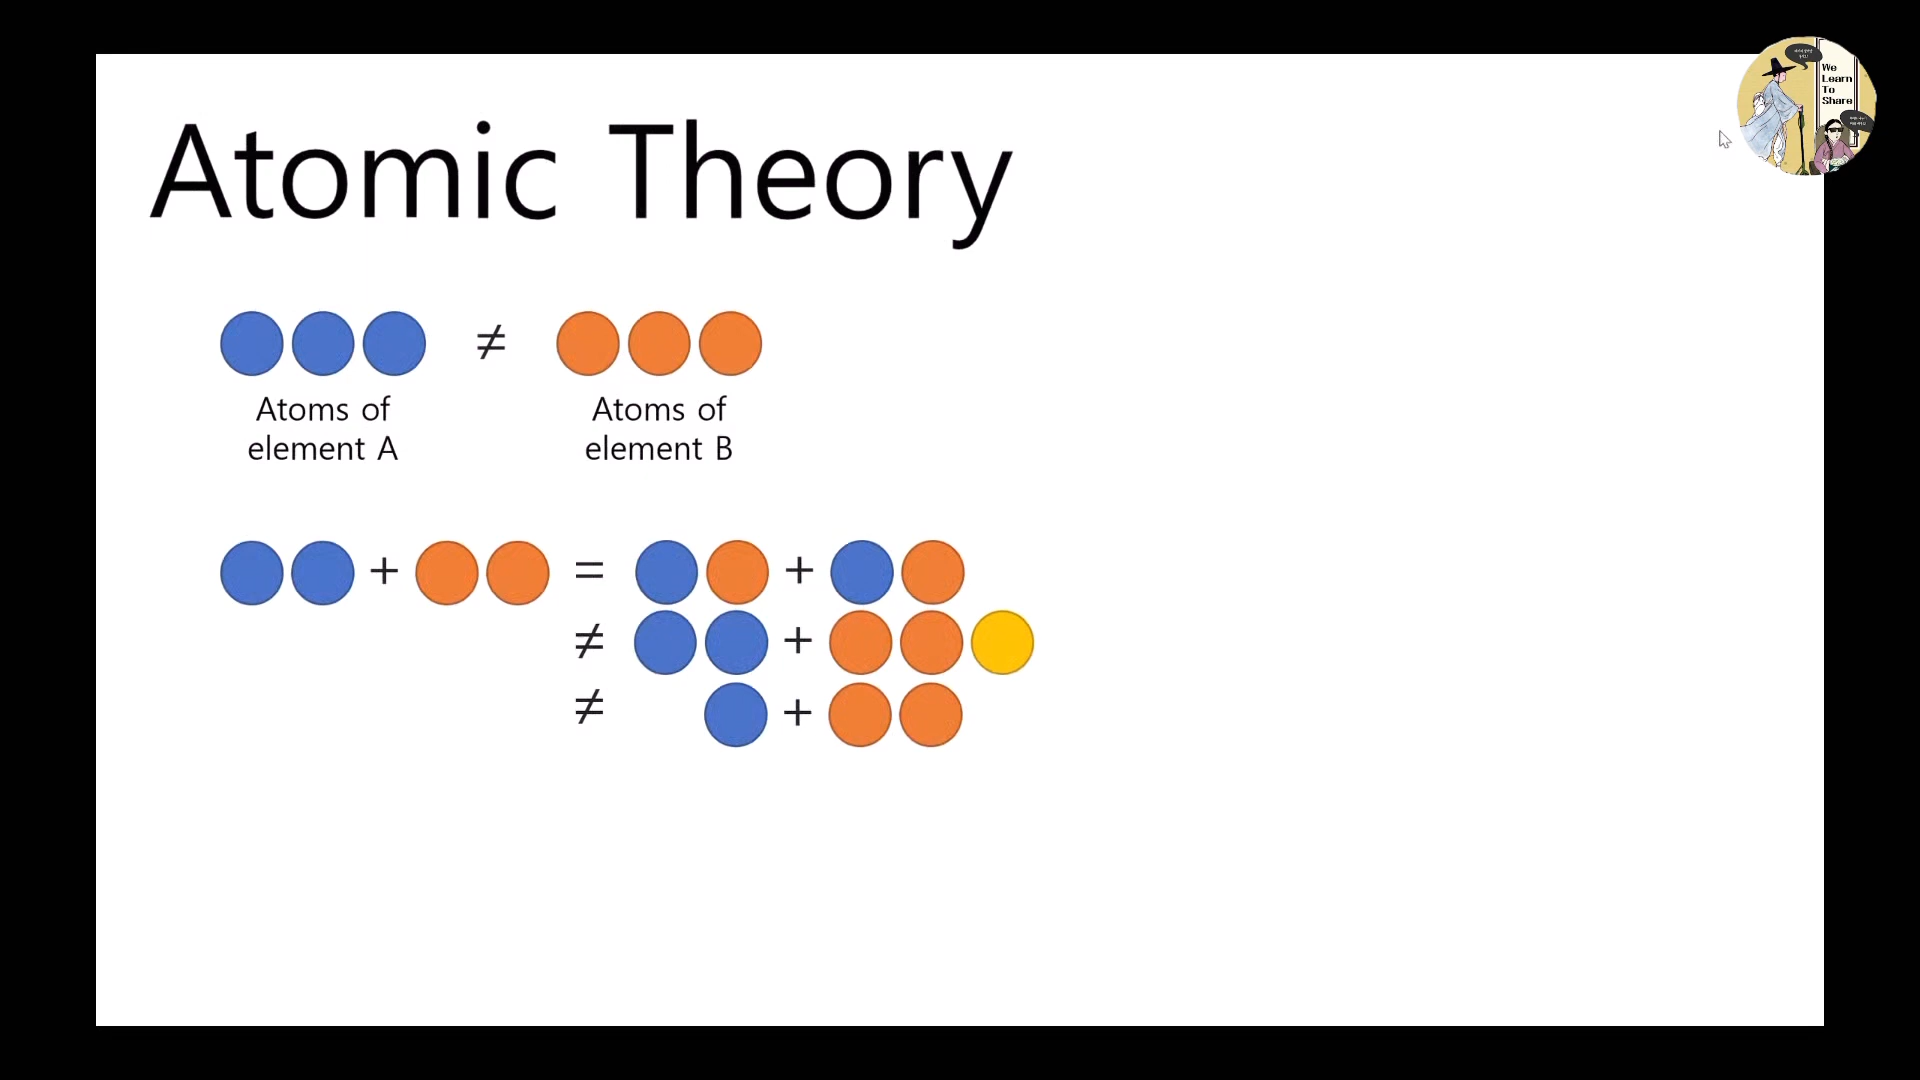 Atomic Theory
≠
Atoms of
element A
Atoms of
element B
+ = +
≠ +
≠ +
We
Learn
To
Share